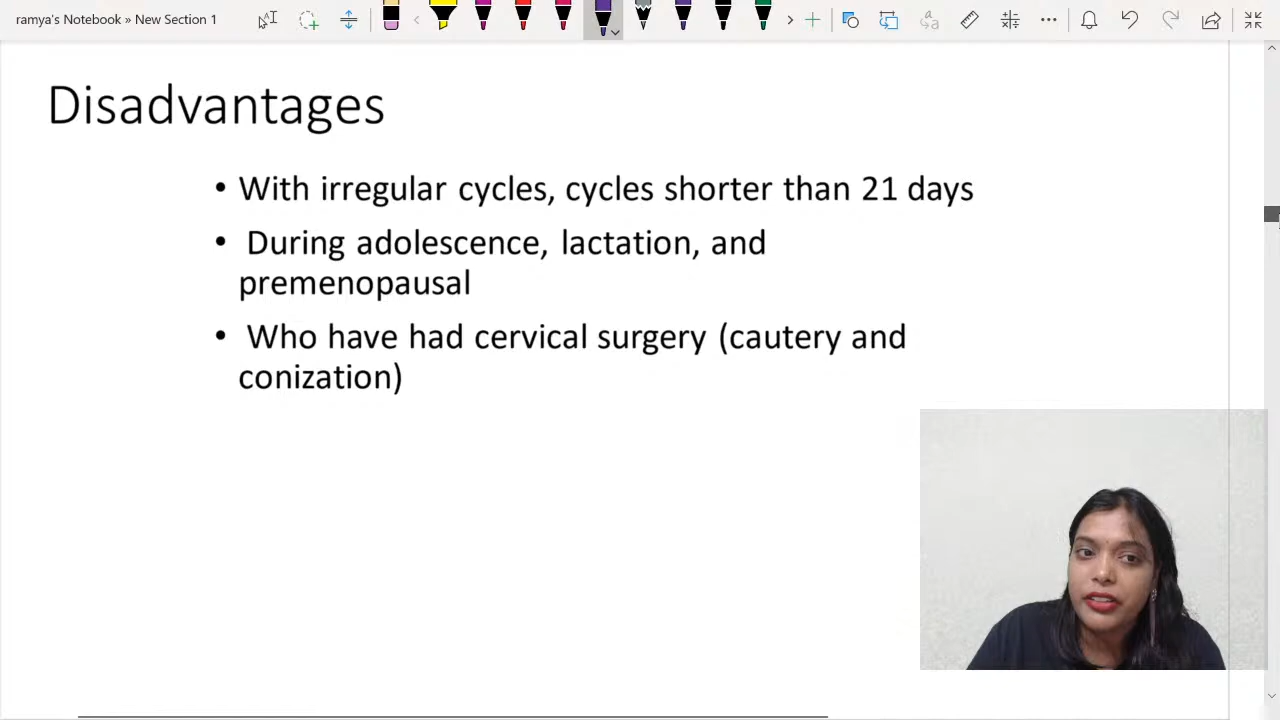 ramya's Notebook » New Section 1
Disadvantages
• With irregular cycles, cycles shorter than 21 days
• During adolescence, lactation, and
premenopausal
• Who have had cervical surgery (cautery and
conization)